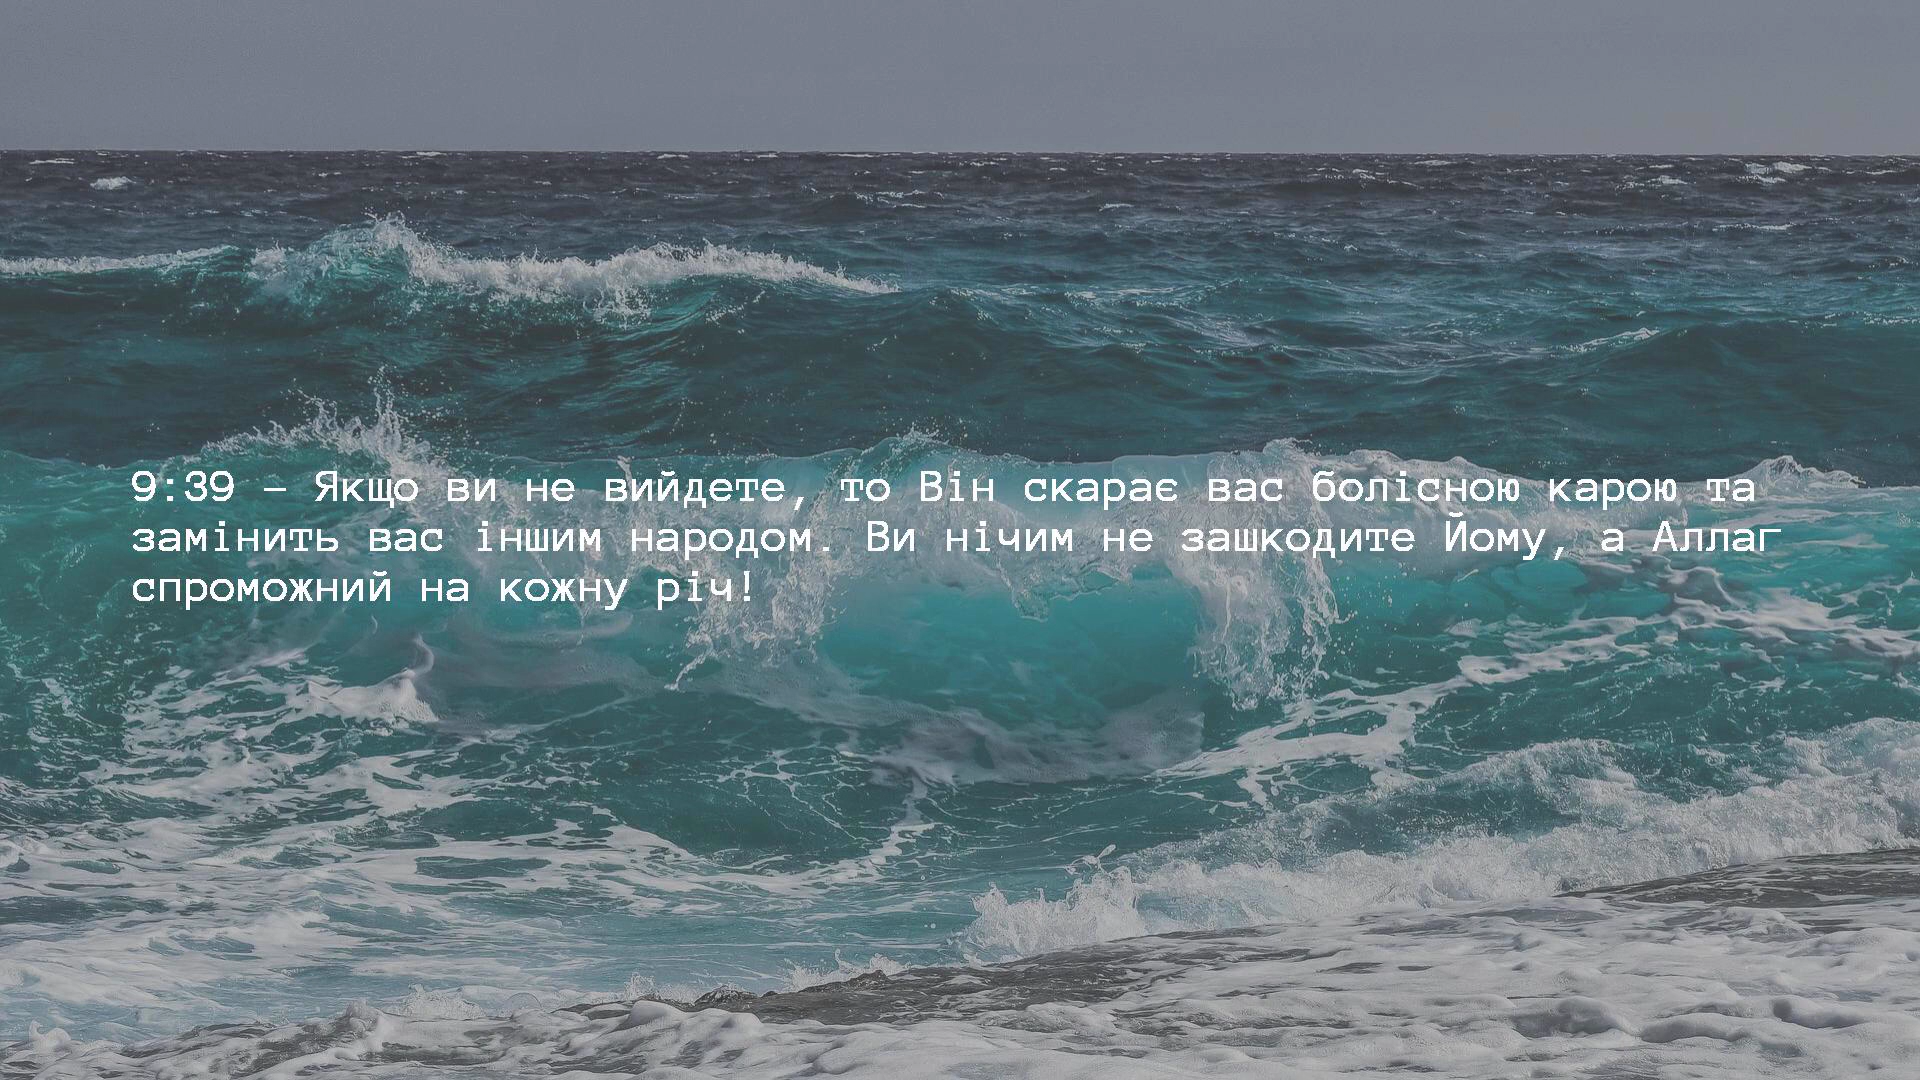 9:39 – Якщо ви не вийдете, то Він скарає вас болісною карою та
замінить вас іншим народом. Ви нічим не зашкодите Йому, а Аллаг
спроможний на кожну річ!